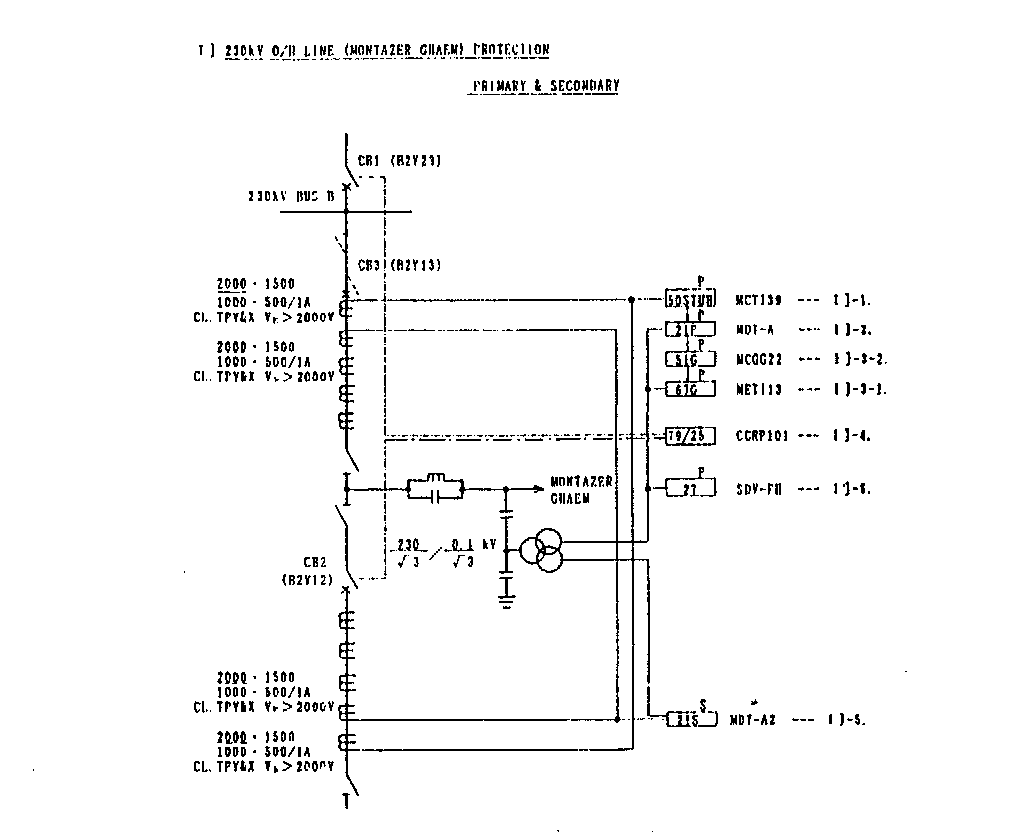 I] 230kV O/H LINE (MONTAZER GHAEM) PROTECTION
PRIMARY & SECONDARY
CB1 (B2Y23)
230kV BUS B
CB3 (B2Y13)
2000 - 1500
1000 - 500/1A
CL. TPY&X Vk > 2000V
2000 - 1500
1000 - 500/1A
CL. TPY&X Vk > 2000V
P
50STUB MCT139 --- I]-1.
P
21P MDT-A --- I]-2.
P
51G MCGG22 --- I]-3-2.
P
67G METI13 --- I]-3-1.
79/25 CCRP101 --- I]-4.
P
27 SDV-FH --- I]-6.
MONTAZER
GHAEM
230/√3 / 0.1/√3 kV
CB2
(B2Y12)
2000 - 1500
1000 - 500/1A
CL. TPY&X Vk > 2000V
S
21S MDT-A2 --- I]-5.
2000 - 1500
1000 - 500/1A
CL. TPY&X Vk > 2000V